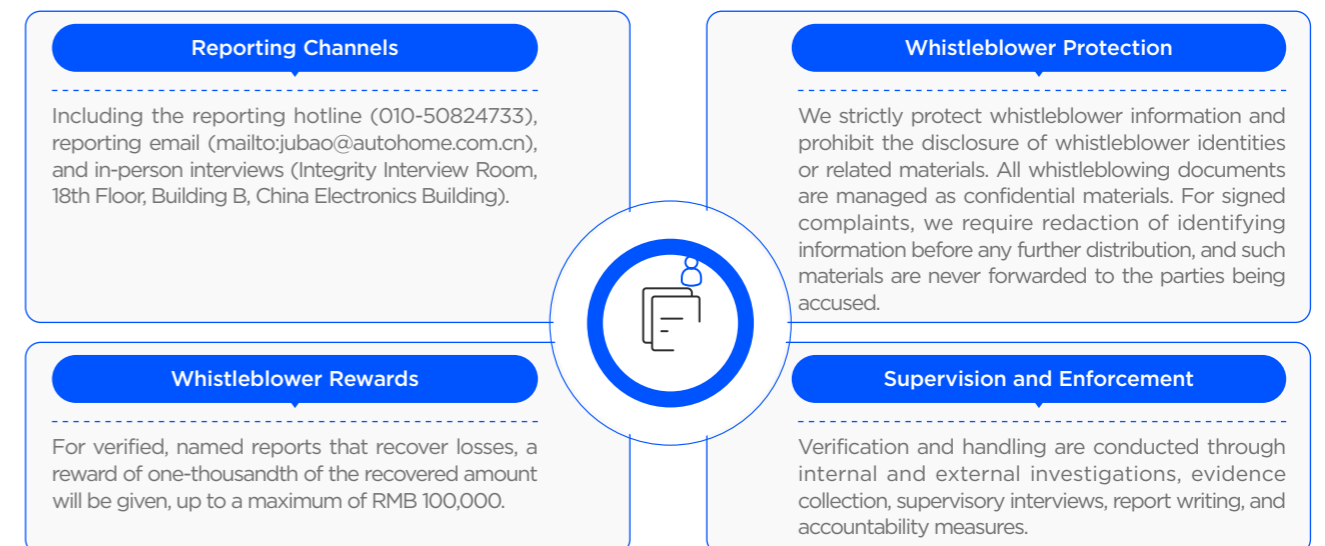 Reporting Channels
Including the reporting hotline (010-50824733),
reporting email (mailto:jubao@autohome.com.cn),
and in-person interviews (Integrity Interview Room,
18th Floor, Building B, China Electronics Building).
Whistleblower Protection
We strictly protect whistleblower information and
prohibit the disclosure of whistleblower identities
or related materials. All whistleblowing documents
are managed as confidential materials. For signed
complaints, we require redaction of identifying
information before any further distribution, and such
materials are never forwarded to the parties being
accused.
Whistleblower Rewards
For verified, named reports that recover losses, a
reward of one-thousandth of the recovered amount
will be given, up to a maximum of RMB 100,000.
Supervision and Enforcement
Verification and handling are conducted through
internal and external investigations, evidence
collection, supervisory interviews, report writing, and
accountability measures.